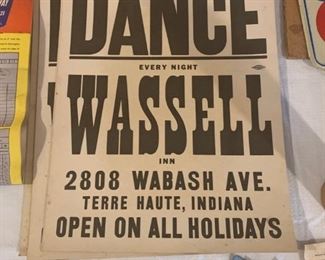 DANCE
EVERY NIGHT
WASSELL
INN
2808 WABASH AVE.
TERRE HAUTE, INDIANA
OPEN ON ALL HOLIDAYS